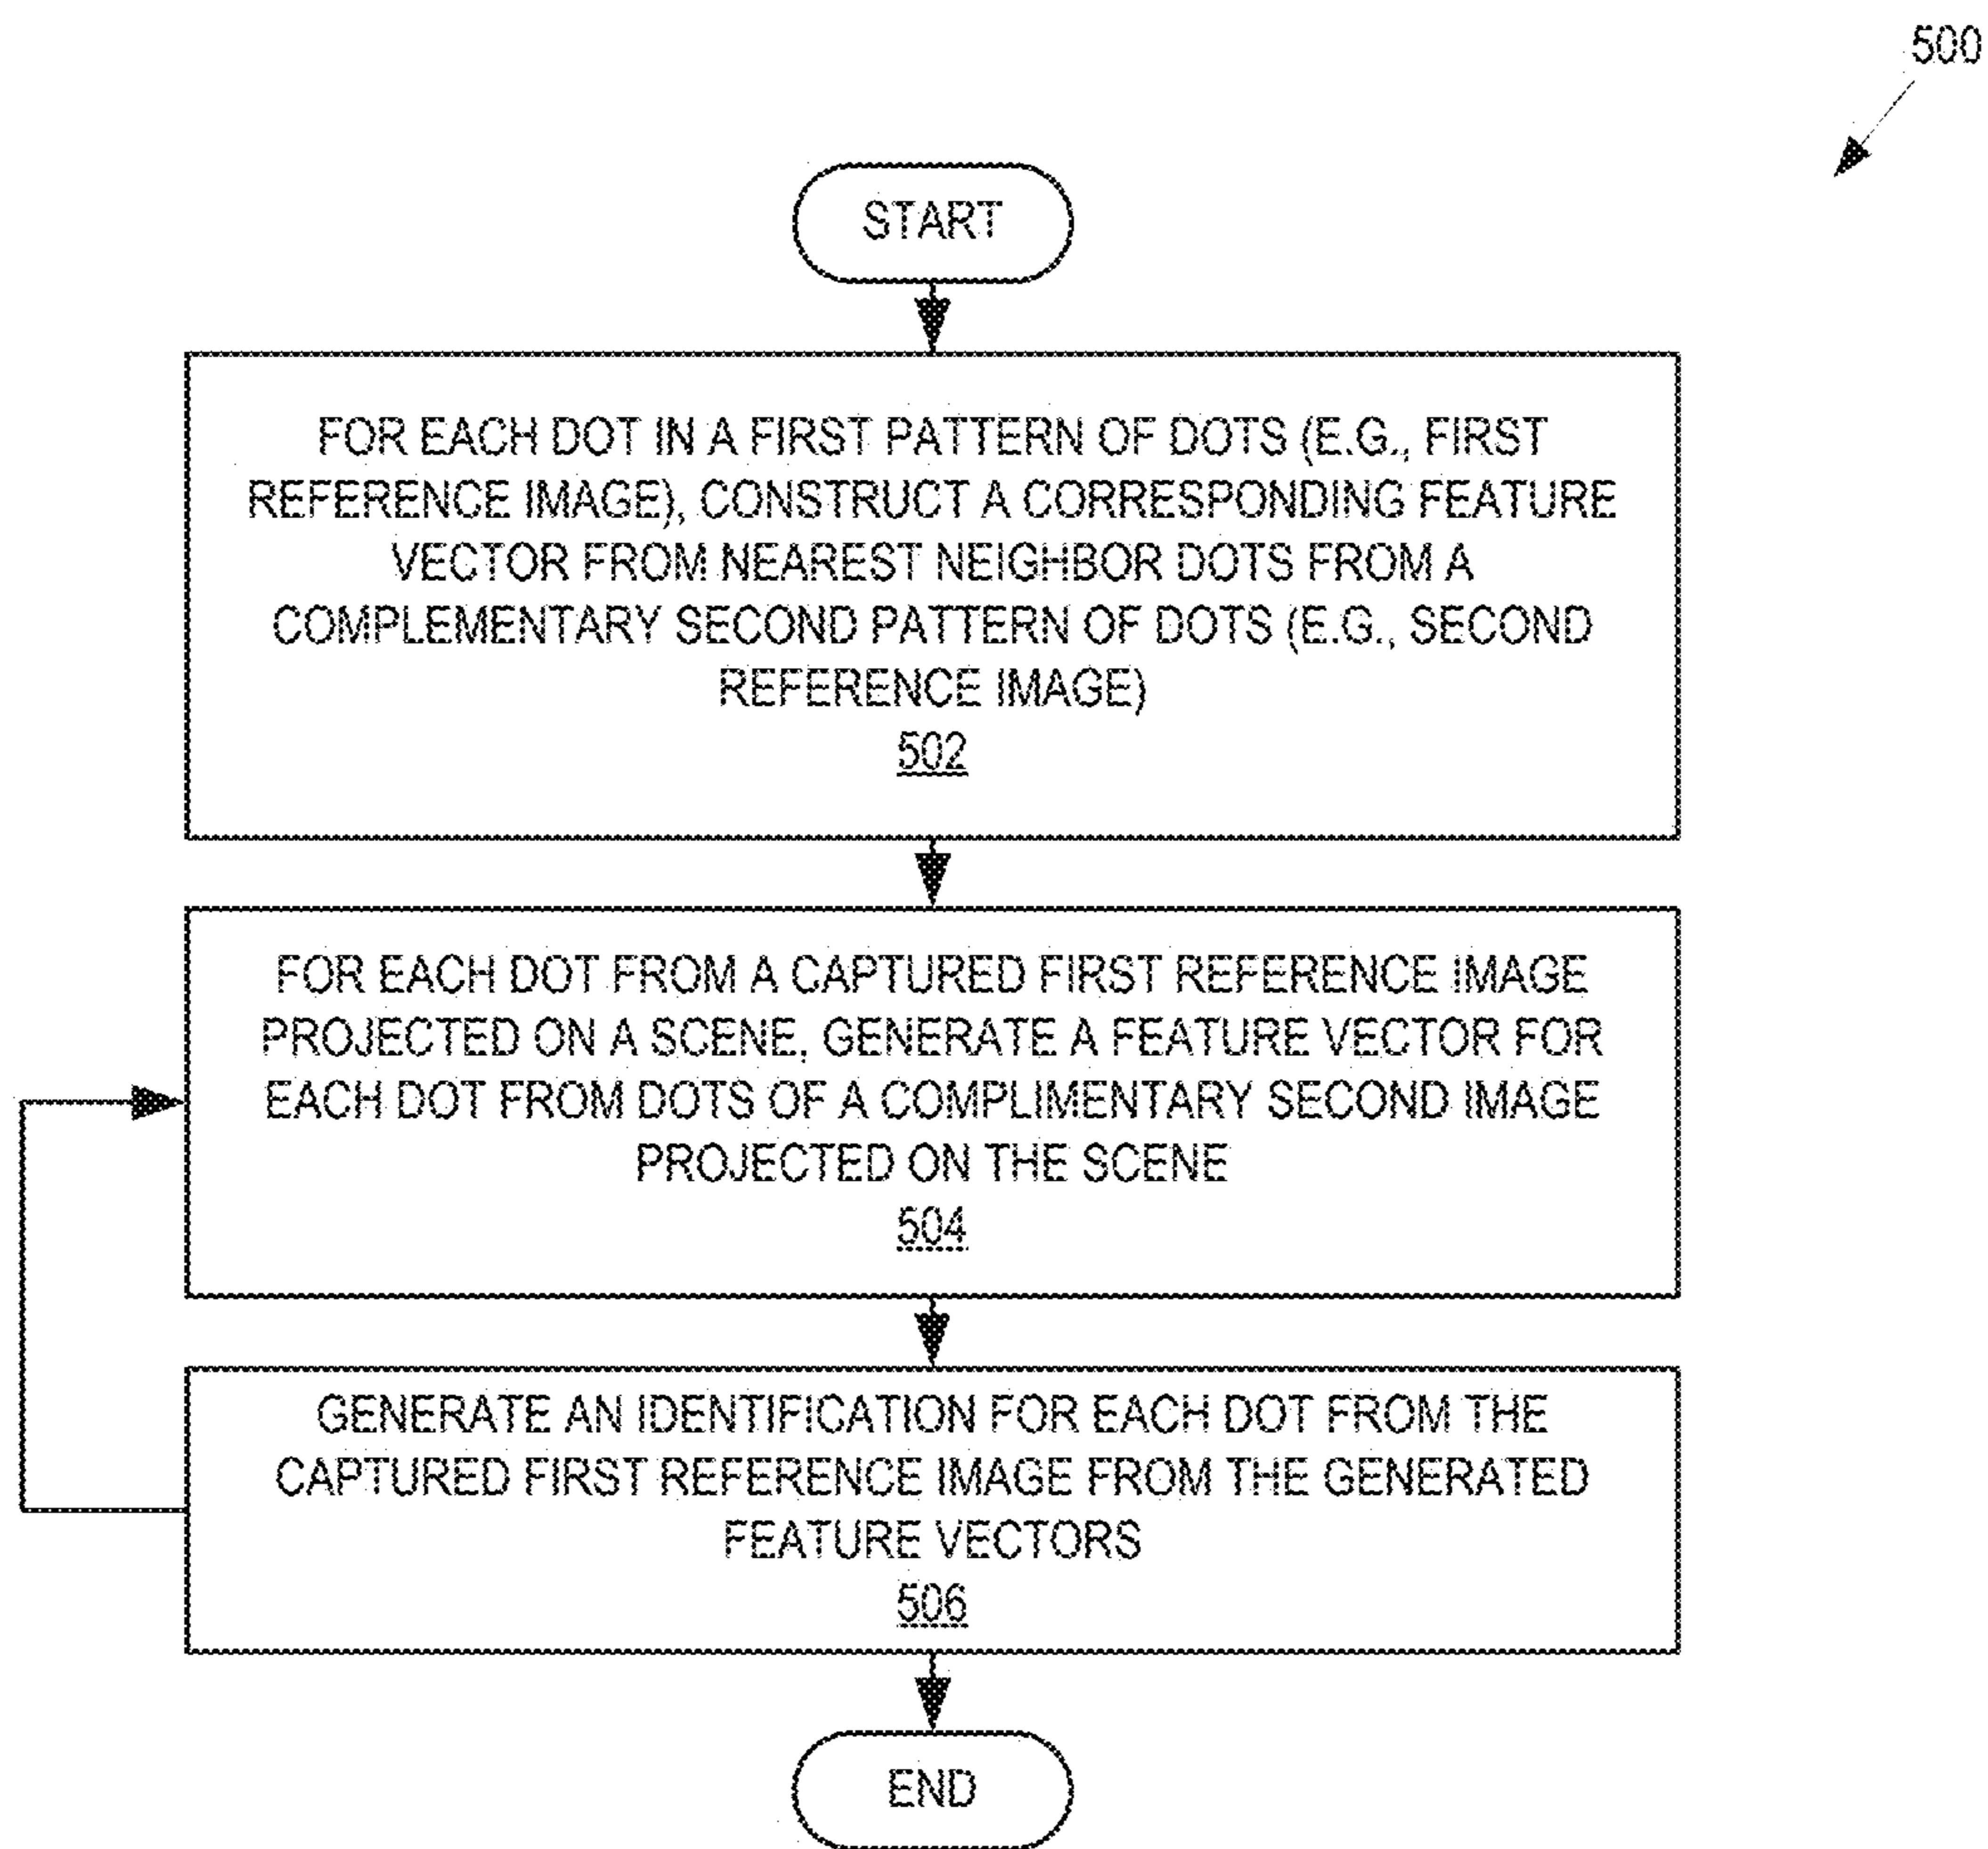 500
START
FOR EACH DOT IN A FIRST PATTERN OF DOTS (E.G., FIRST
REFERENCE IMAGE), CONSTRUCT A CORRESPONDING FEATURE
VECTOR FROM NEAREST NEIGHBOR DOTS FROM A
COMPLEMENTARY SECOND PATTERN OF DOTS (E.G., SECOND
REFERENCE IMAGE)
502
FOR EACH DOT FROM A CAPTURED FIRST REFERENCE IMAGE
PROJECTED ON A SCENE, GENERATE A FEATURE VECTOR FOR
EACH DOT FROM DOTS OF A COMPLIMENTARY SECOND IMAGE
PROJECTED ON THE SCENE
504
GENERATE AN IDENTIFICATION FOR EACH DOT FROM THE
CAPTURED FIRST REFERENCE IMAGE FROM THE GENERATED
FEATURE VECTORS
506
END